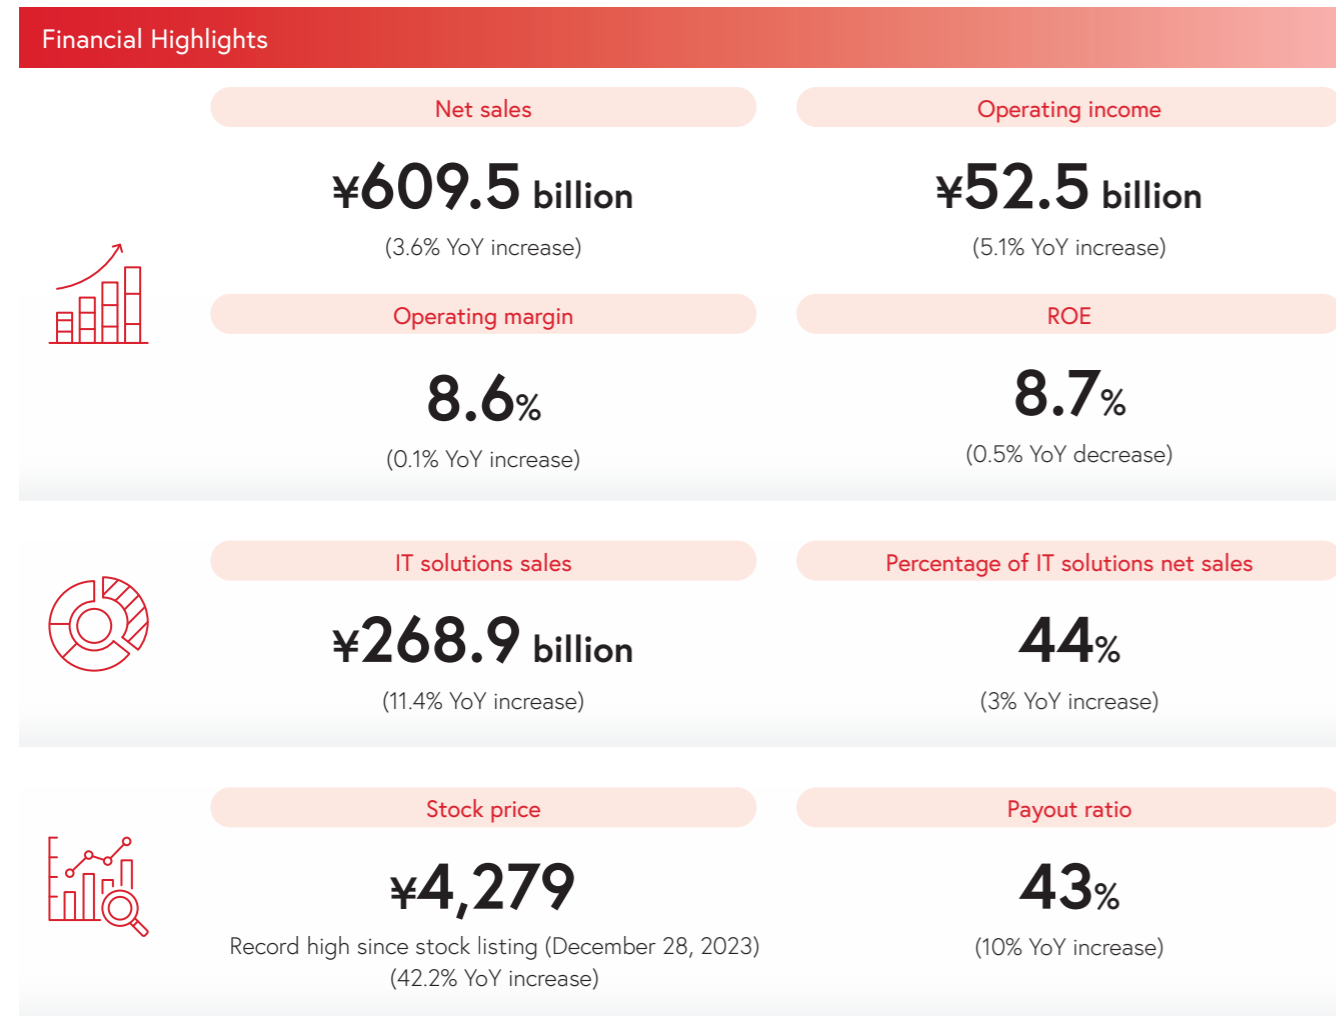 Financial Highlights
Net sales
¥609.5 billion
(3.6% YoY increase)
Operating income
¥52.5 billion
(5.1% YoY increase)
Operating margin
8.6%
(0.1% YoY increase)
ROE
8.7%
(0.5% YoY decrease)
IT solutions sales
¥268.9 billion
(11.4% YoY increase)
Percentage of IT solutions net sales
44%
(3% YoY increase)
Stock price
¥4,279
Record high since stock listing (December 28, 2023)
(42.2% YoY increase)
Payout ratio
43%
(10% YoY increase)